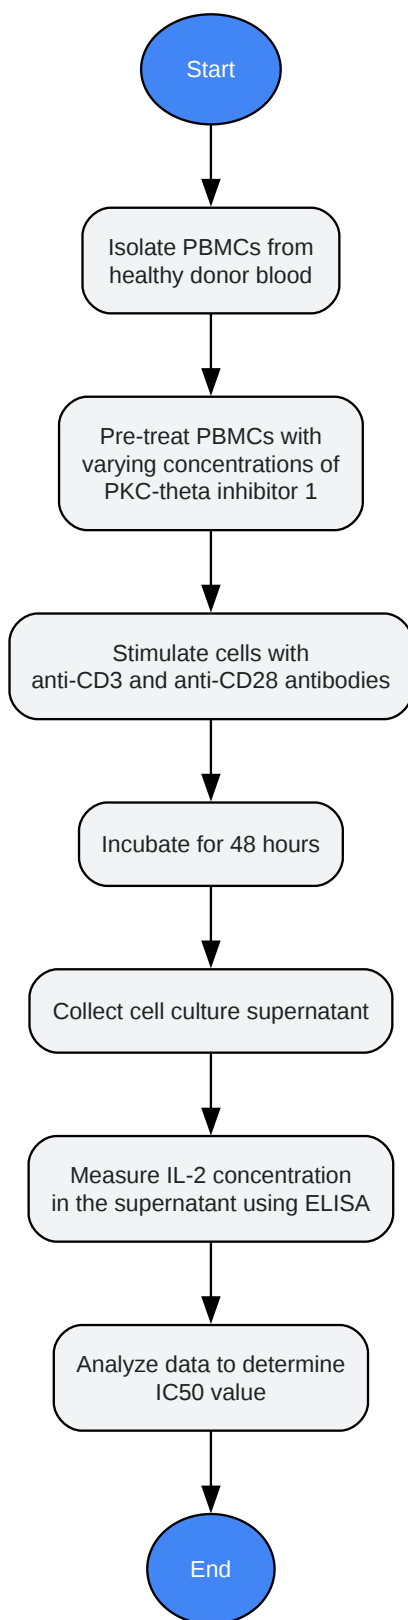 Start
Isolate PBMCs from
healthy donor blood
Pre-treat PBMCs with
varying concentrations of
PKC-theta inhibitor 1
Stimulate cells with
anti-CD3 and anti-CD28 antibodies
Incubate for 48 hours
Collect cell culture supernatant
Measure IL-2 concentration
in the supernatant using ELISA
Analyze data to determine
IC50 value
End